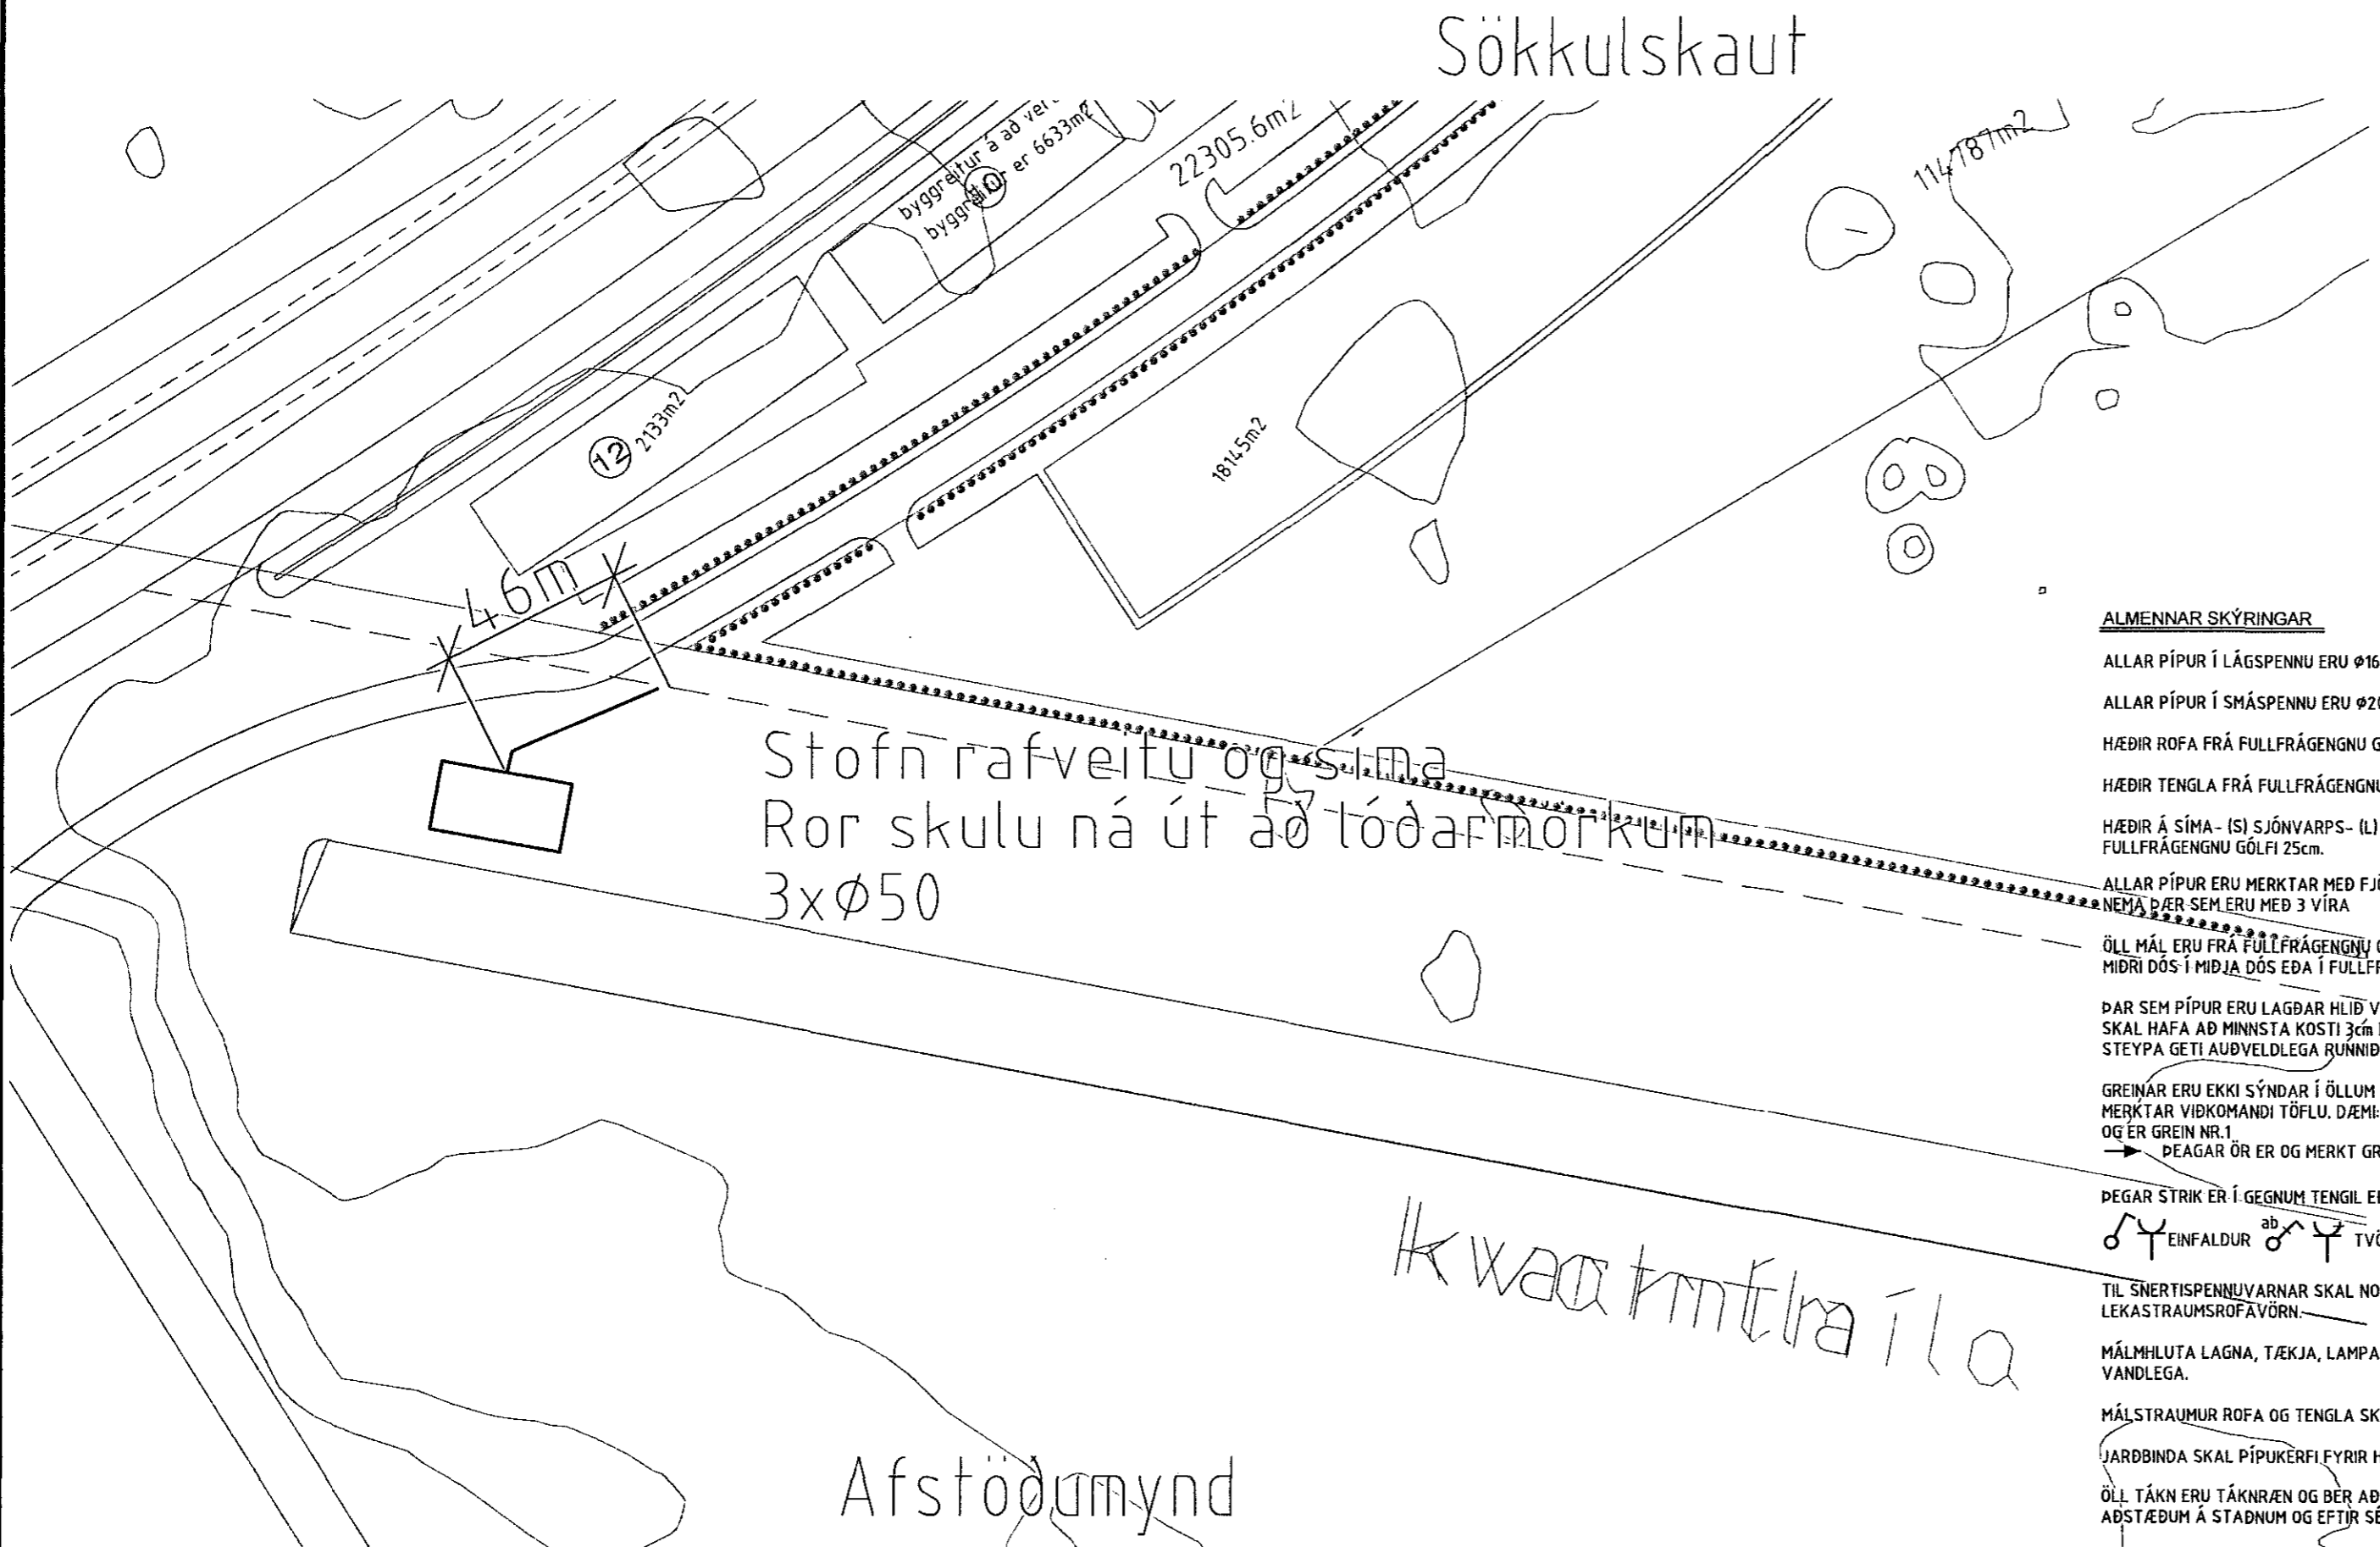 Sökkulskaut
byggreitur á að
byggreitur er 6633m2
10
22305.6m2
114787m2
12
2133m2
18145m2
46m
Stofn rafveitu og síma
Ror skulu ná út að lóðarmörkum
3xØ50
Afstöðumynd
ALMENNAR SKÝRINGAR
ALLAR PÍPUR Í LÁGSPENNU ERU Ø16
ALLAR PÍPUR Í SMÁSPENNU ERU Ø20
HÆÐIR ROFA FRÁ FULLFRÁGENGNU G
HÆÐIR TENGLA FRÁ FULLFRÁGENGNU
HÆÐIR Á SÍMA- (S) SJÓNVARPS- (L)
FULLFRÁGENGNU GÓLFI 25cm.
ALLAR PÍPUR ERU MERKTAR MEÐ FJ
NEMA ÞÆR SEM ERU MEÐ 3 VÍRA
ÖLL MÁL ERU FRÁ FULLFRÁGENGNU
MIÐRI DÓS Í MIÐJA DÓS EÐA Í FULLF
ÞAR SEM PÍPUR ERU LAGÐAR HLIÐ V
SKAL HAFA AÐ MINNSTA KOSTI 3cm
STEYPA GETI AUÐVELDLEGA RUNNIÐ
GREINAR ERU EKKI SÝNDAR Í ÖLLUM
MERKTAR VIÐKOMANDI TÖFLU. DÆMI:
OG ER GREIN NR.1
ÞEAGAR ÖR ER OG MERKT GR
ÞEGAR STRIK ER Í GEGNUM TENGIL E
EINFALDUR ab TVÖ
TIL SNERTISPENNUVARNAR SKAL NO
LEKASTRAUMSROFAVÖRN.
MÁLMHLUTA LAGNA, TÆKJA, LAMPA
VANDLEGA.
MÁLSTRAUMUR ROFA OG TENGLA SK
JARÐBINDA SKAL PÍPUKERFI FYRIR H
ÖLL TÁKN ERU TÁKNRÆN OG BER AÐ
AÐSTÆÐUM Á STAÐNUM OG EFTIR SÉ